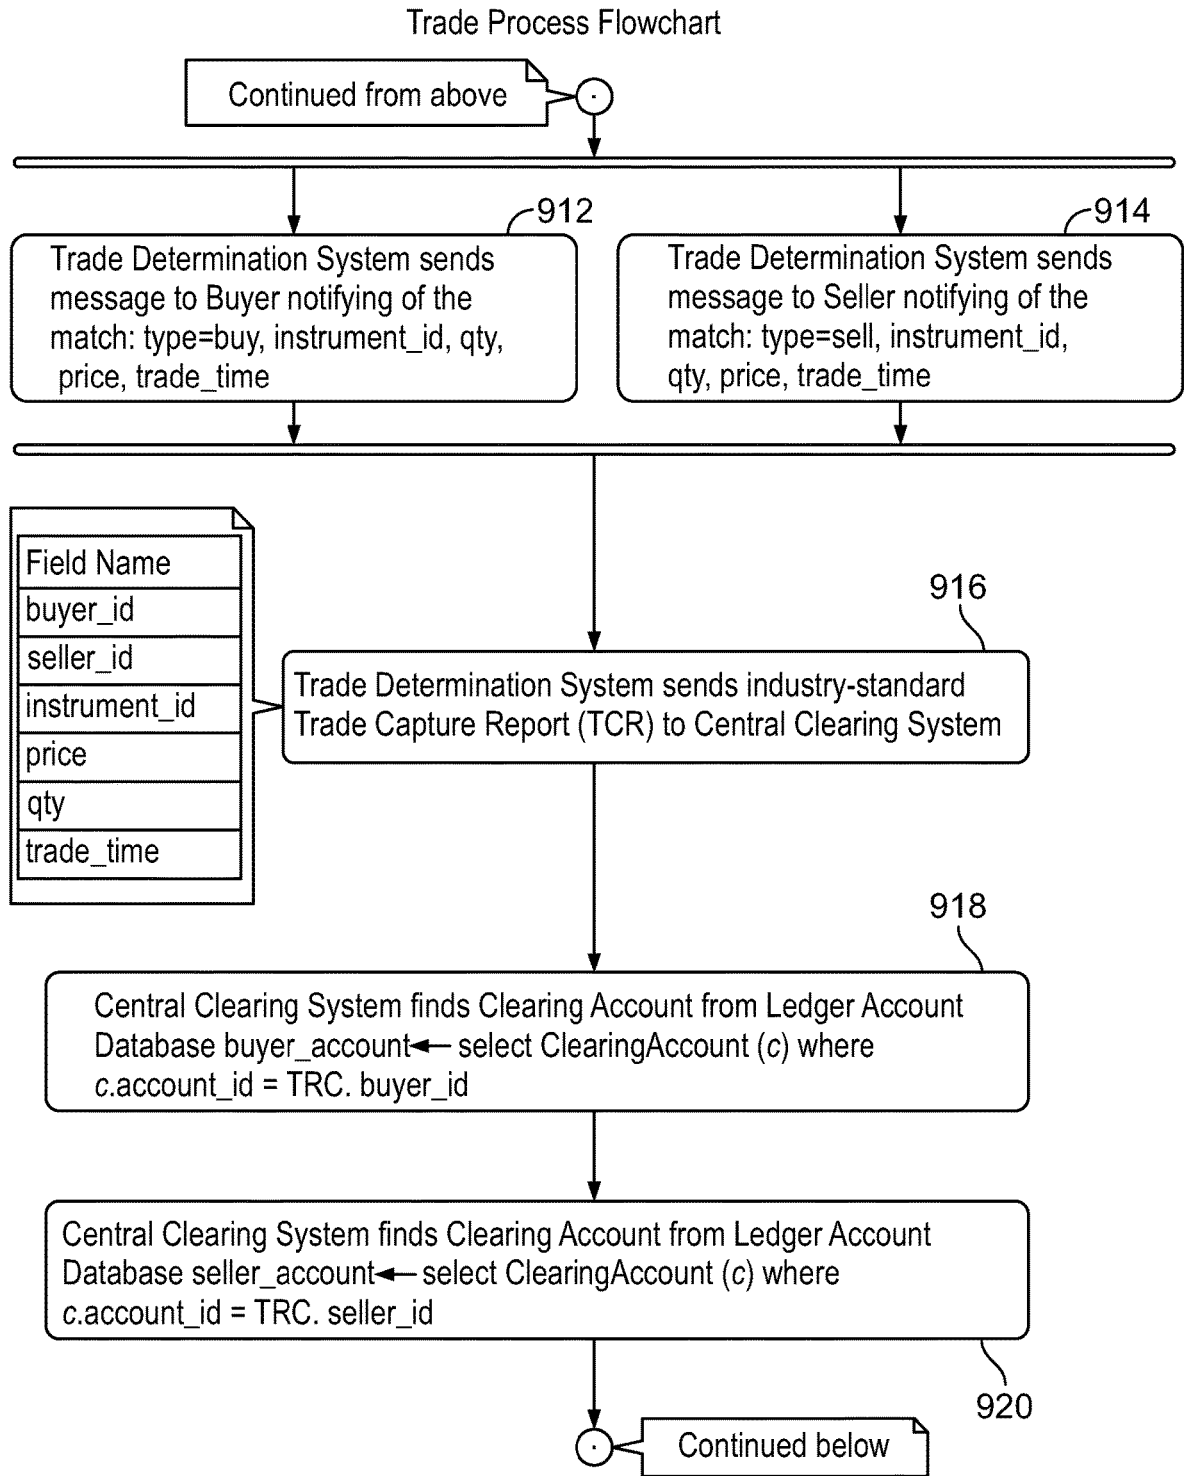 Trade Process Flowchart
Continued from above
912
Trade Determination System sends
message to Buyer notifying of the
match: type=buy, instrument_id, qty,
price, trade_time
914
Trade Determination System sends
message to Seller notifying of the
match: type=sell, instrument_id,
qty, price, trade_time
Field Name
buyer_id
seller_id
instrument_id
price
qty
trade_time
916
Trade Determination System sends industry-standard
Trade Capture Report (TCR) to Central Clearing System
918
Central Clearing System finds Clearing Account from Ledger Account
Database buyer_account← select ClearingAccount (c) where
c.account_id = TRC. buyer_id
Central Clearing System finds Clearing Account from Ledger Account
Database seller_account← select ClearingAccount (c) where
c.account_id = TRC. seller_id
920
Continued below